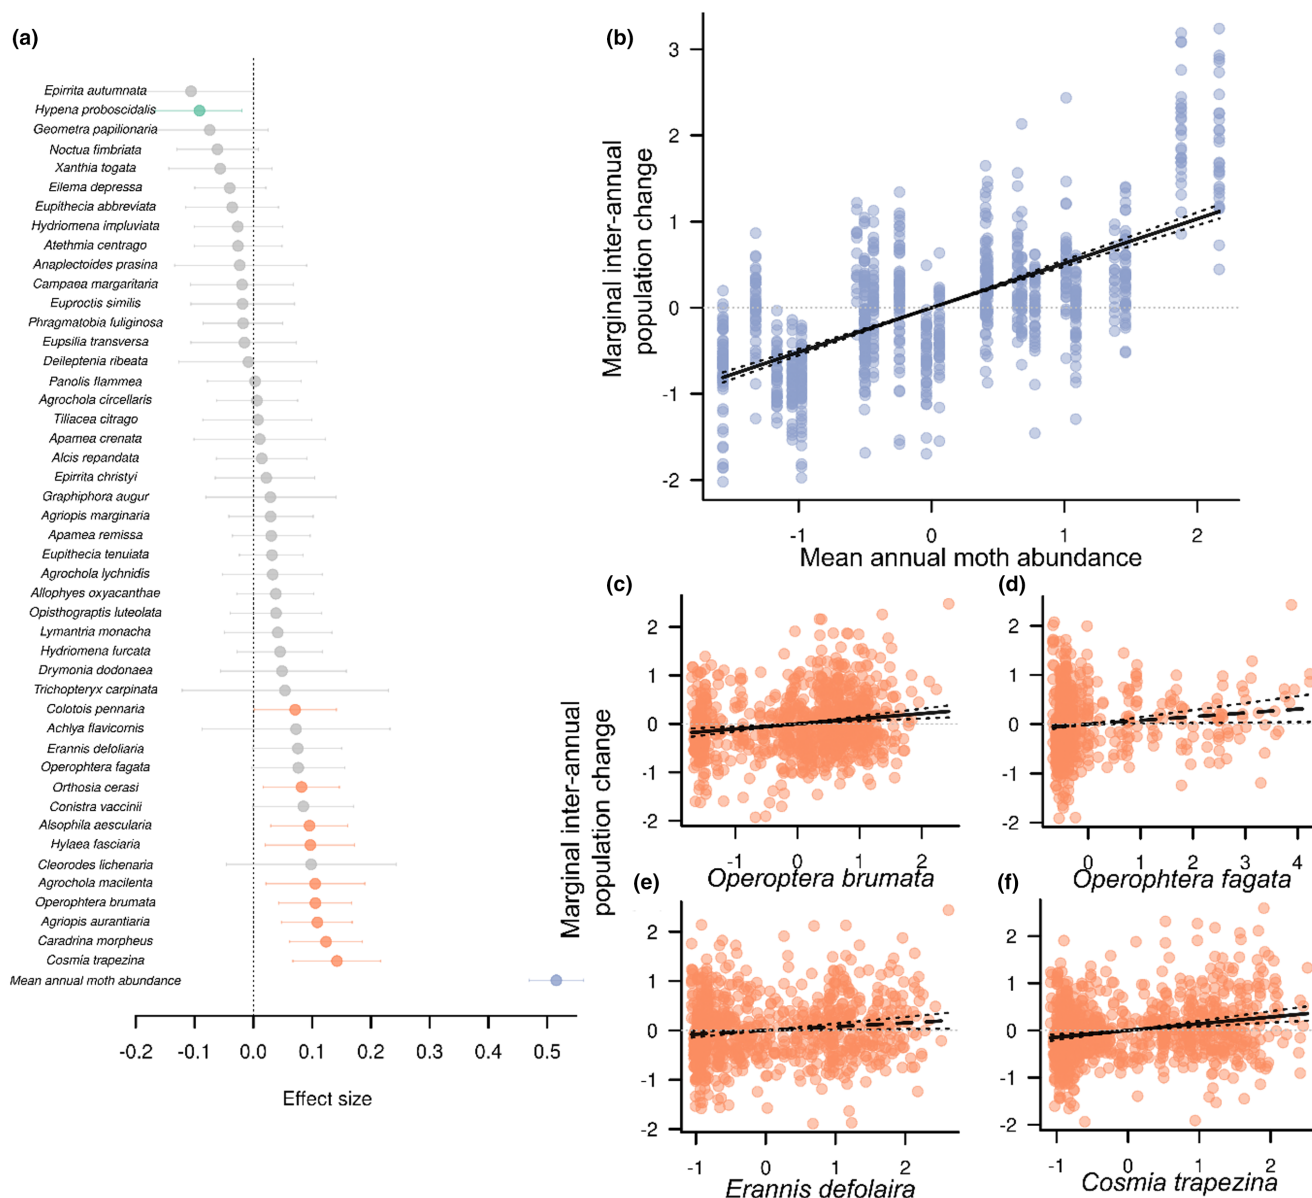 (a)
Epirrita autumnata
Hypena proboscidalis
Geometra papilionaria
Noctua fimbriata
Xanthia togata
Eilema depressa
Eupithecia abbreviata
Hydriomena impluviata
Atethmia centrago
Anaplectoides prasina
Campaea margaritaria
Euproctis similis
Phragmatobia fuliginosa
Eupsilia transversa
Deileptenia ribeata
Panolis flammea
Agrochola circellaris
Tiliacea citrago
Apamea crenata
Alcis repandata
Epirrita christyi
Graphiphora augur
Agriopis marginaria
Apamea remissa
Eupithecia tenuiata
Agrochola lychnidis
Allophyes oxyacanthae
Opisthograptis luteolata
Lymantria monacha
Hydriomena furcata
Drymonia dodonaea
Trichopteryx carpinata
Colotois pennaria
Achlya flavicornis
Erannis defoliaria
Operophtera fagata
Orthosia cerasi
Conistra vaccinii
Alsophila aescularia
Hylaea fasciaria
Cleorodes lichenaria
Agrochola macilenta
Operophtera brumata
Agriopis aurantiaria
Caradrina morpheus
Cosmia trapezina
Mean annual moth abundance
-0.2 -0.1 0.0 0.1 0.2 0.3 0.4 0.5
Effect size
(b)
Marginal inter-annual
population change
3
2
1
0
-1
-2
-1 0 1 2
Mean annual moth abundance
Marginal inter-annual
population change
(c)
2
1
0
-1
-2
-1 0 1 2
Operoptera brumata
(d)
2
1
0
-1
-2
0 1 2 3 4
Operophtera fagata
(e)
2
1
0
-1
-2
-1 0 1 2
Erannis defolaira
(f)
2
1
0
-1
-2
-1 0 1 2
Cosmia trapezina